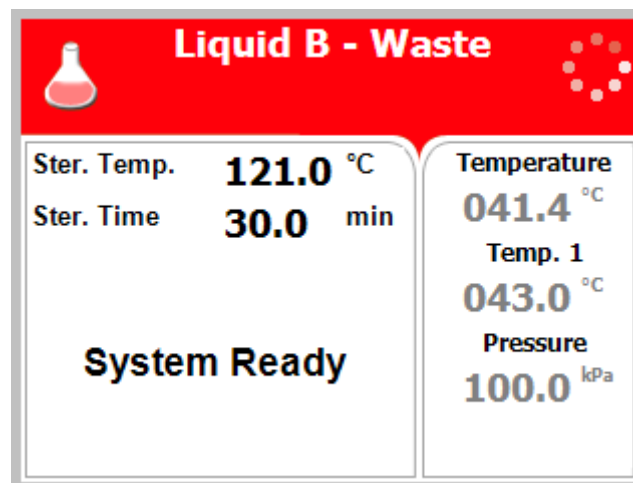 Liquid B - Waste
Ster. Temp. 121.0 °C
Ster. Time 30.0 min
System Ready
Temperature
041.4 °C
Temp. 1
043.0 °C
Pressure
100.0 kPa